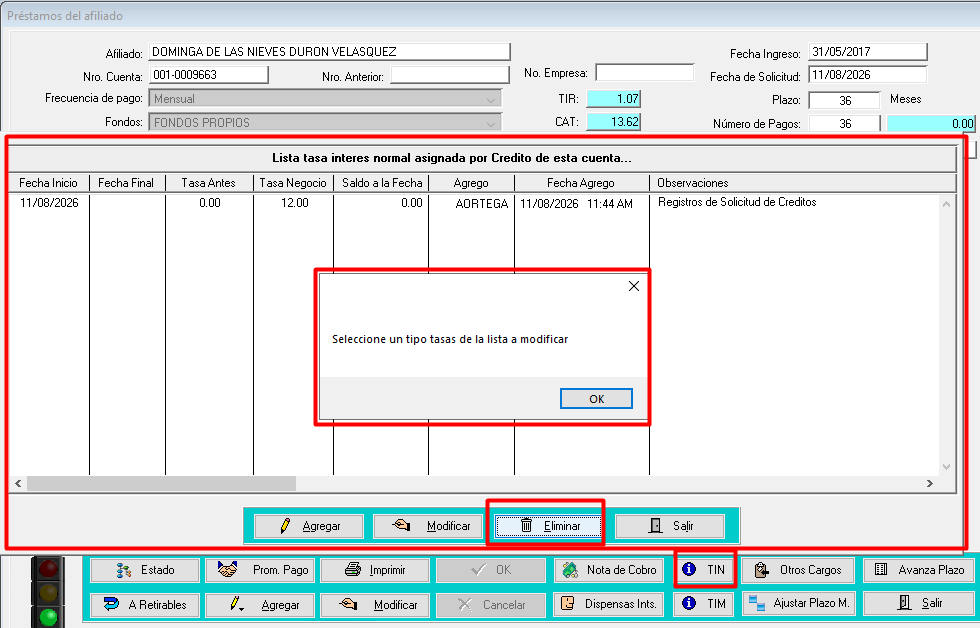 Préstamos del afiliado
Afiliado: DOMINGA DE LAS NIEVES DURON VELASQUEZ Fecha Ingreso: 31/05/2017
Nro. Cuenta: 001-0009663 Nro. Anterior: No. Empresa: Fecha de Solicitud: 11/08/2026
Frecuencia de pago: Mensual TIR: 1.07 Plazo: 36 Meses
Fondos: FONDOS PROPIOS CAT: 13.62 Número de Pagos: 36 0.00
Lista tasa interes normal asignada por Credito de esta cuenta...
Fecha Inicio Fecha Final Tasa Antes Tasa Negocio Saldo a la Fecha Agrego Fecha Agrego Observaciones
11/08/2026 0.00 12.00 0.00 AORTEGA 11/08/2026 11:44 AM Registros de Solicitud de Creditos
Seleccione un tipo tasas de la lista a modificar
OK
Agregar Modificar Eliminar Salir
Estado Prom. Pago Imprimir OK Nota de Cobro TIN Otros Cargos Avanza Plazo
A Retirables Agregar Modificar Cancelar Dispensas Ints. TIM Ajustar Plazo M. Salir